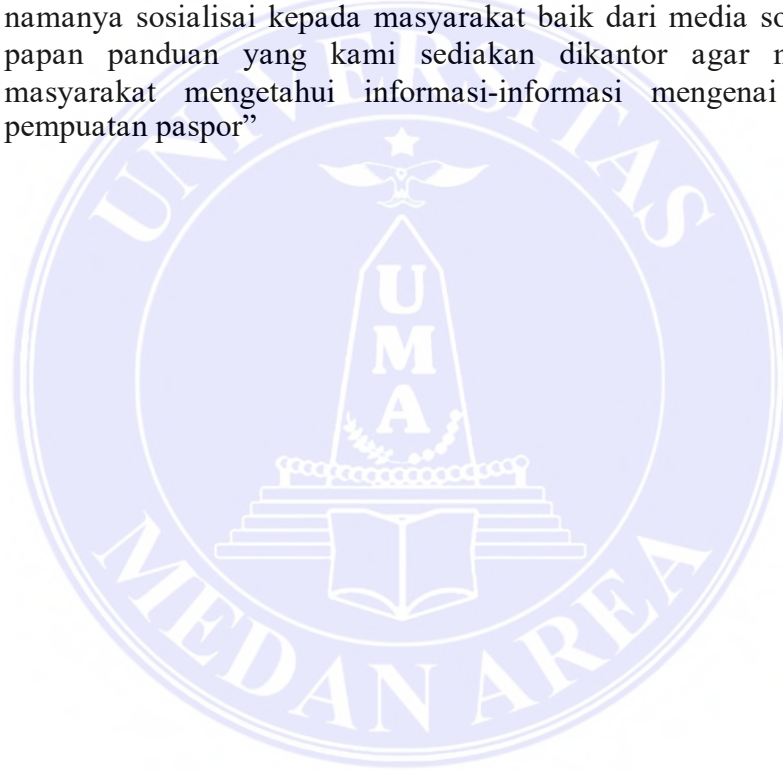 namanya sosialisai kepada masyarakat baik dari media
papan panduan yang kami sediakan dikantor agar
masyarakat mengetahui informasi-informasi mengenai
pempuatan paspor”
UNIVERSITAS
UMA
MEDAN AREA